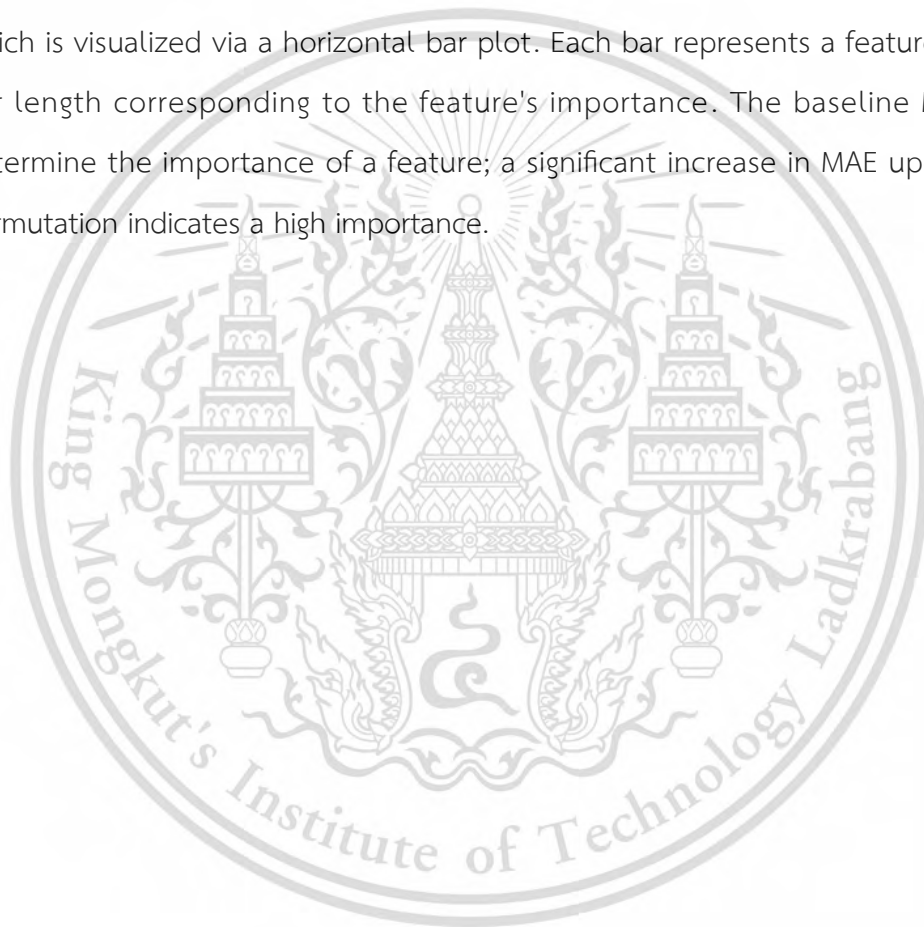 ich is visualized via a horizontal bar plot. Each bar represents a featur
r length corresponding to the feature's importance. The baseline
termine the importance of a feature; a significant increase in MAE up
rmutation indicates a high importance.
King Mongkut's Institute of Technology Ladkrabang